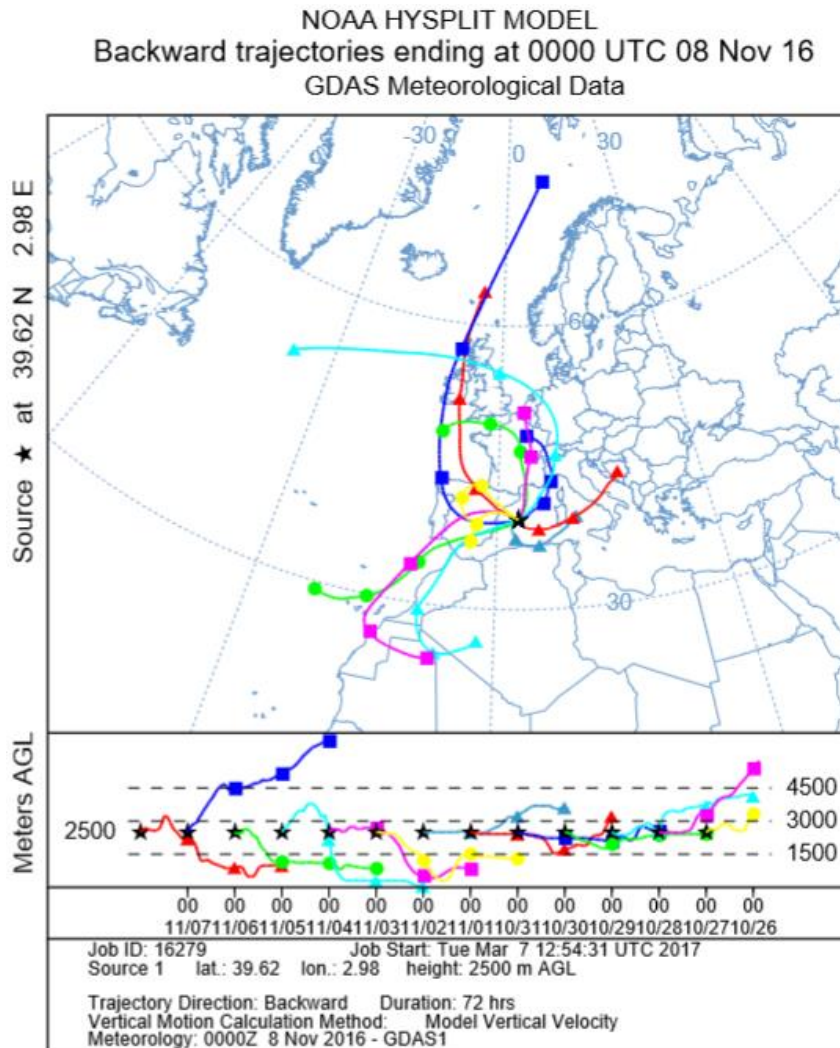 NOAA HYSPLIT MODEL
Backward trajectories ending at 0000 UTC 08 Nov 16
GDAS Meteorological Data
Source ★ at 39.62 N 2.98 E
-30
0
30
60
30
Meters AGL
2500
4500
3000
1500
00 00 00 00 00 00 00 00 00 00 00 00 00
11/07 11/06 11/05 11/04 11/03 11/02 11/01 10/31 10/30 10/29 10/28 10/27 10/26
Job ID: 16279 Job Start: Tue Mar 7 12:54:31 UTC 2017
Source 1 lat.: 39.62 lon.: 2.98 height: 2500 m AGL
Trajectory Direction: Backward Duration: 72 hrs
Vertical Motion Calculation Method: Model Vertical Velocity
Meteorology: 0000Z 8 Nov 2016 - GDAS1